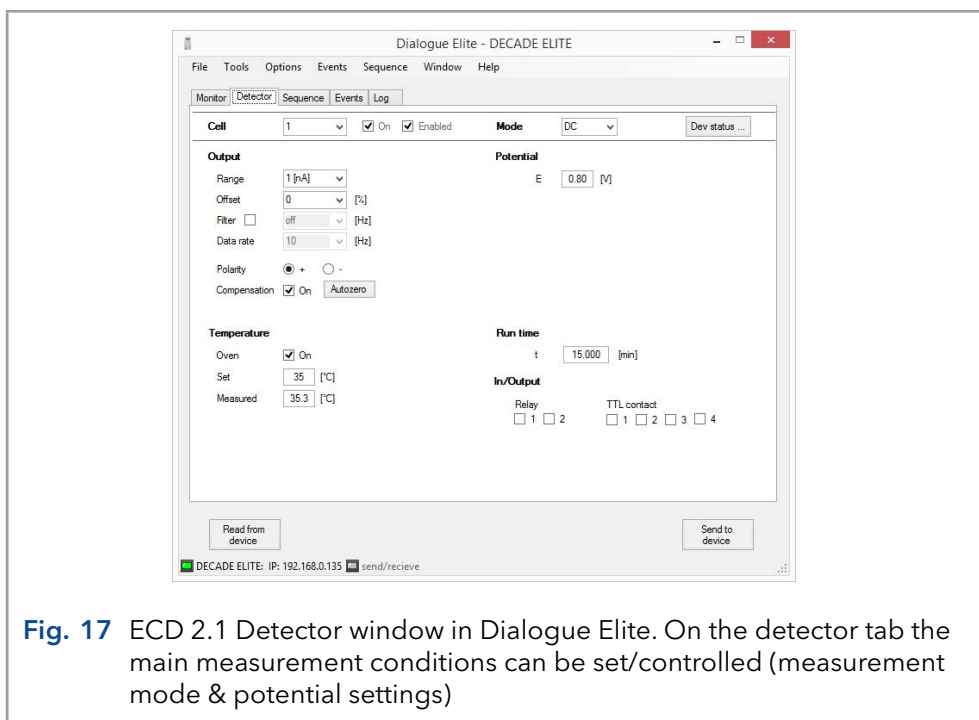 Dialogue Elite - DECADE ELITE
File Tools Options Events Sequence Window Help
Monitor Detector Sequence Events Log
Cell 1 On Enabled Mode DC Dev status ...
Output Potential
Range 1 [nA] E 0.80 [V]
Offset 0 [%]
Filter off [Hz]
Data rate 10 [Hz]
Polarity + -
Compensation On Autozero
Temperature Run time
Oven On t 15.000 [min]
Set 35 [°C] In/Output
Measured 35.3 [°C] Relay TTL contact
1 2 1 2 3 4
Read from device Send to device
DECADE ELITE: IP: 192.168.0.135 send/recieve
Fig. 17 ECD 2.1 Detector window in Dialogue Elite. On the detector tab the
main measurement conditions can be set/controlled (measurement
mode & potential settings)